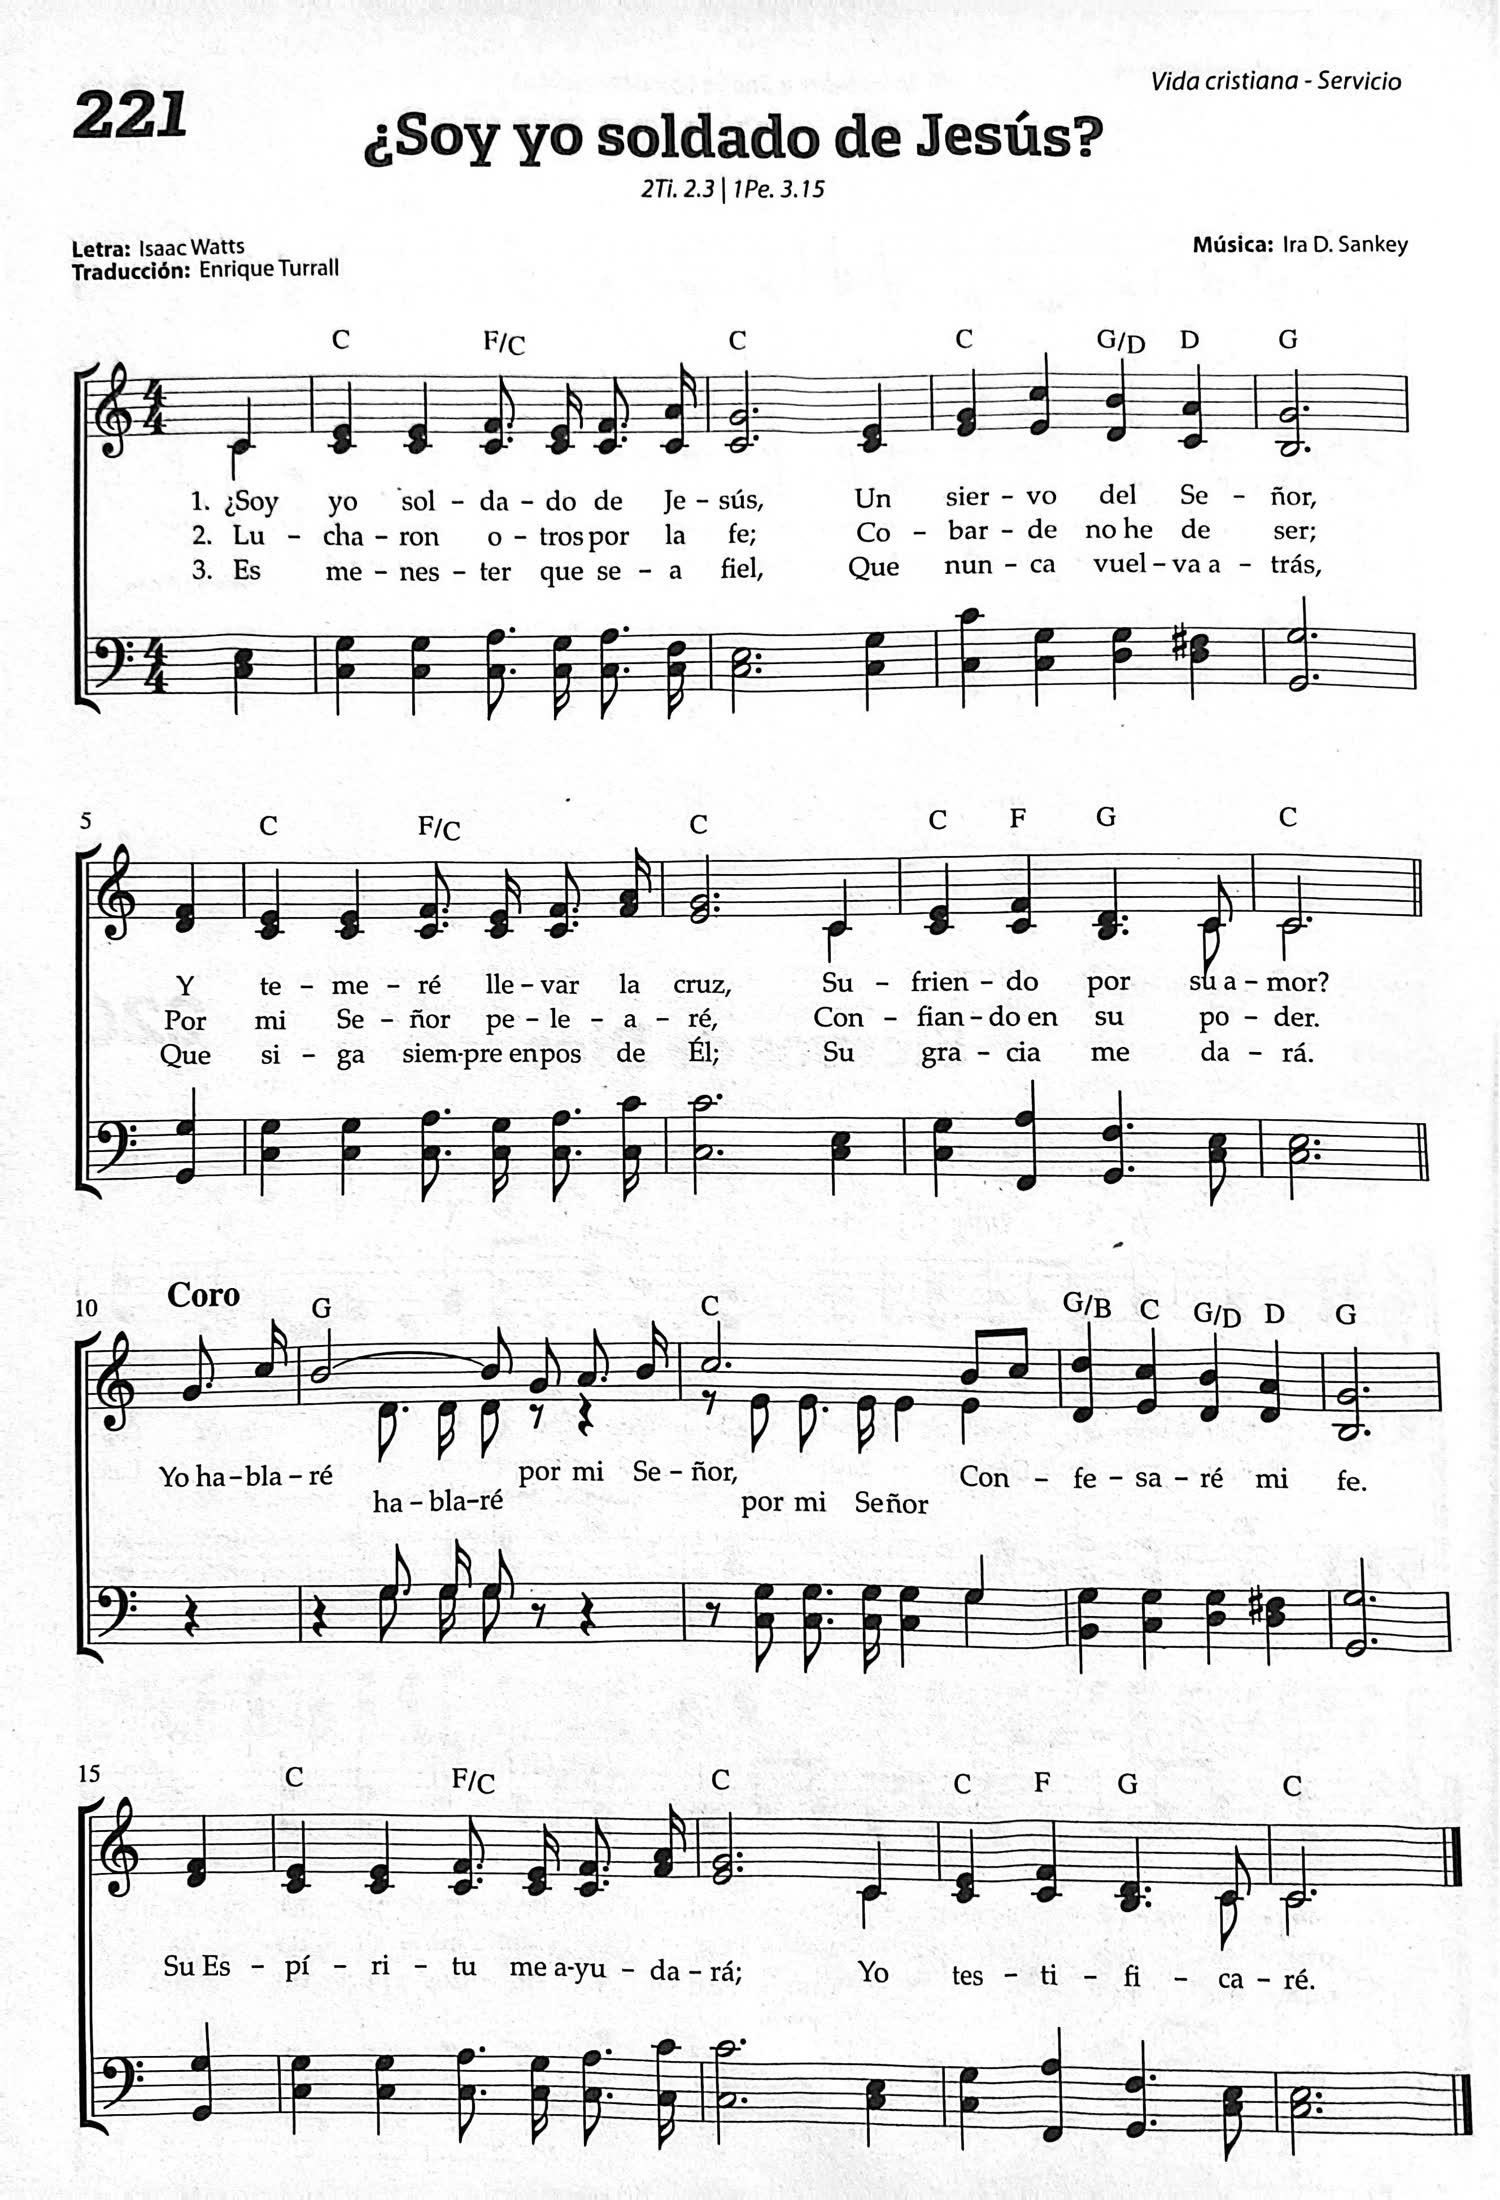 Vida cristiana - Servicio
221
¿Soy yo soldado de Jesús?
2Ti. 2.3 | 1Pe. 3.15
Letra: Isaac Watts
Música: Ira D. Sankey
Traducción: Enrique Turrall
C F/C C C G/D D G
4 4
1. ¿Soy yo sol – da – do de Je – sús, Un sier – vo del Se – ñor,
2. Lu – cha – ron o – tros por la fe; Co – bar – de no he de ser;
3. Es me – nes – ter que se – a fiel, Que nun – ca vuel – va a – trás,
4 4
5 C F/C C C F G C
Y te – me – ré lle – var la cruz, Su – frien – do por su a – mor?
Por mi Se – ñor pe – le – a – ré, Con – fian – do en su po – der.
Que si – ga siem-pre en pos de Él; Su gra – cia me da – rá.
Coro
10 G C G/B C G/D D G
Yo ha – bla – ré por mi Se – ñor, Con – fe – sa – ré mi fe.
ha – bla – ré por mi Señor
15 C F/C C C F G C
Su Es – pí – ri – tu me a-yu – da – rá; Yo tes – ti – fi – ca – ré.